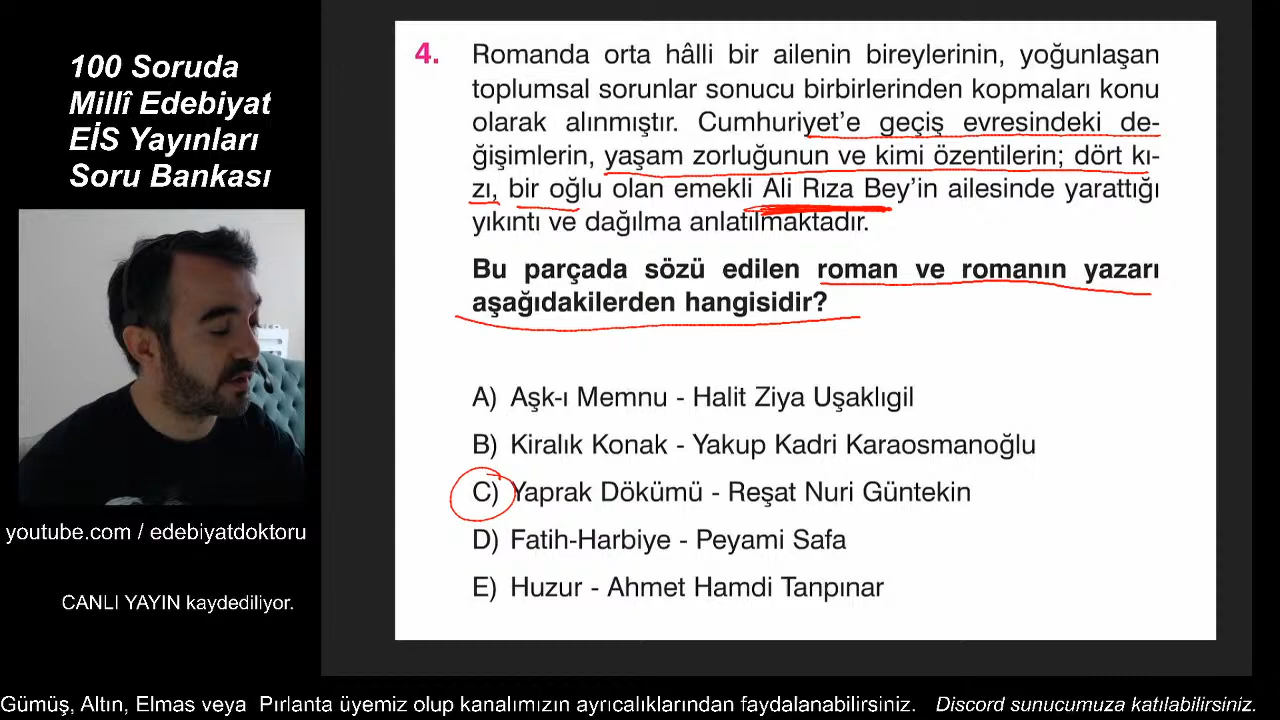 100 Soruda
Millî Edebiyat
EİS Yayınları
Soru Bankası
youtube.com / edebiyatdoktoru
CANLI YAYIN kaydediliyor.
4. Romanda orta hâlli bir ailenin bireylerinin, yoğunlaşan
toplumsal sorunlar sonucu birbirlerinden kopmaları konu
olarak alınmıştır. Cumhuriyet’e geçiş evresindeki de-
ğişimlerin, yaşam zorluğunun ve kimi özentilerin; dört kı-
zı, bir oğlu olan emekli Ali Rıza Bey’in ailesinde yarattığı
yıkıntı ve dağılma anlatılmaktadır.
Bu parçada sözü edilen roman ve romanın yazarı
aşağıdakilerden hangisidir?
A) Aşk-ı Memnu - Halit Ziya Uşaklıgil
B) Kiralık Konak - Yakup Kadri Karaosmanoğlu
C) Yaprak Dökümü - Reşat Nuri Güntekin
D) Fatih-Harbiye - Peyami Safa
E) Huzur - Ahmet Hamdi Tanpınar
Gümüş, Altın, Elmas veya Pırlanta üyemiz olup kanalımızın ayrıcalıklarından faydalanabilirsiniz. Discord sunucumuza katılabilirsiniz.